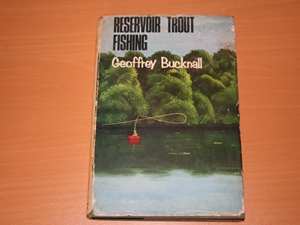 RESERVOIR TROUT
FISHING
Geoffrey Bucknall